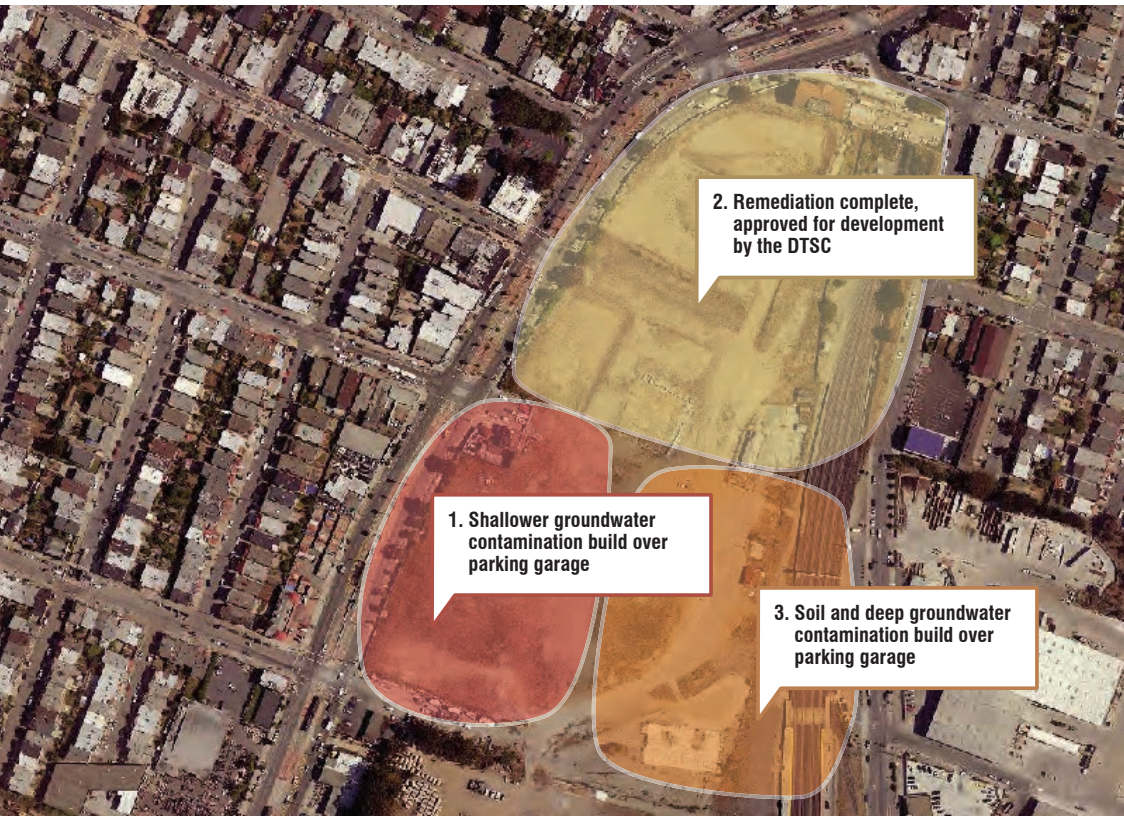 2. Remediation complete,
approved for development
by the DTSC
1. Shallower groundwater
contamination build over
parking garage
3. Soil and deep groundwater
contamination build over
parking garage